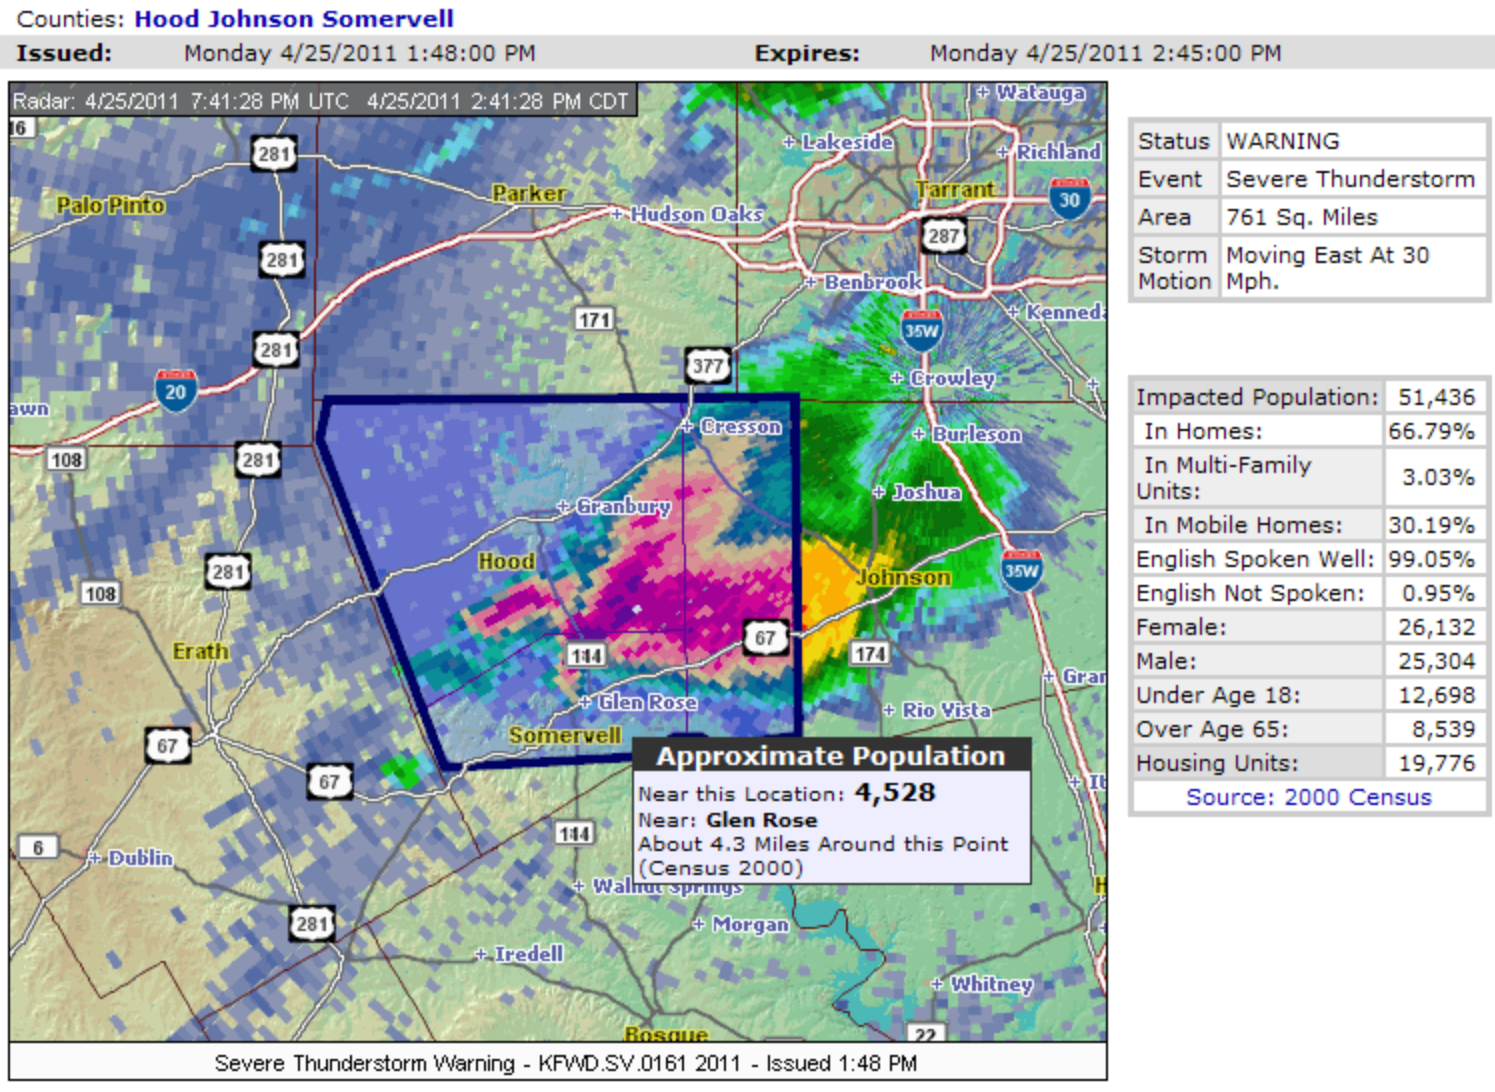 Counties: Hood Johnson Somervell
Issued: Monday 4/25/2011 1:48:00 PM Expires: Monday 4/25/2011 2:45:00 PM
Radar: 4/25/2011 7:41:28 PM UTC 4/25/2011 2:41:28 PM CDT
16
281
Watauga
Lakeside
Richland
Palo Pinto
Parker
Tarrant
30
Hudson Oaks
287
281
Benbrook
171
Kenneda
35W
281
377
20
Crowley
awn
Cresson
Burleson
108
281
Joshua
Granbury
Hood
281
35W
Johnson
108
67
Erath
144
174
Gran
Glen Rose
Rio Vista
Somervell
67
67
It
Approximate Population
Near this Location: 4,528
Near: Glen Rose
About 4.3 Miles Around this Point
(Census 2000)
144
6
Dublin
Walnut Springs
H
281
Morgan
Iredell
Whitney
Bosque
22
Severe Thunderstorm Warning - KFWD.SV.0161 2011 - Issued 1:48 PM
Status WARNING
Event Severe Thunderstorm
Area 761 Sq. Miles
Storm Motion Moving East At 30
Mph.
Impacted Population: 51,436
In Homes: 66.79%
In Multi-Family
Units: 3.03%
In Mobile Homes: 30.19%
English Spoken Well: 99.05%
English Not Spoken: 0.95%
Female: 26,132
Male: 25,304
Under Age 18: 12,698
Over Age 65: 8,539
Housing Units: 19,776
Source: 2000 Census